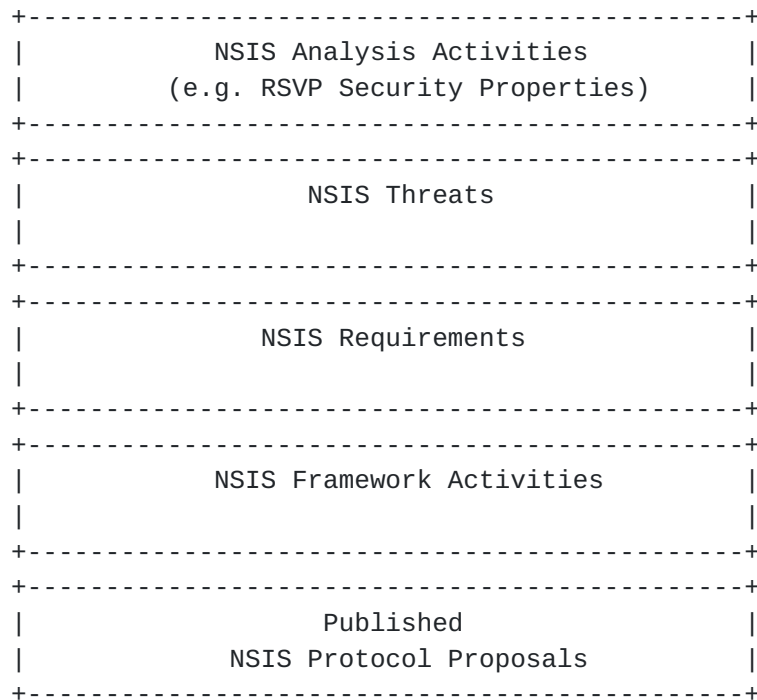 +----------------------------------------------+
|            NSIS Analysis Activities          |
|         (e.g. RSVP Security Properties)      |
+----------------------------------------------+
+----------------------------------------------+
|                  NSIS Threats                |
|                                              |
+----------------------------------------------+
+----------------------------------------------+
|               NSIS Requirements              |
|                                              |
+----------------------------------------------+
+----------------------------------------------+
|            NSIS Framework Activities         |
|                                              |
+----------------------------------------------+
+----------------------------------------------+
|                   Published                  |
|             NSIS Protocol Proposals          |
+----------------------------------------------+